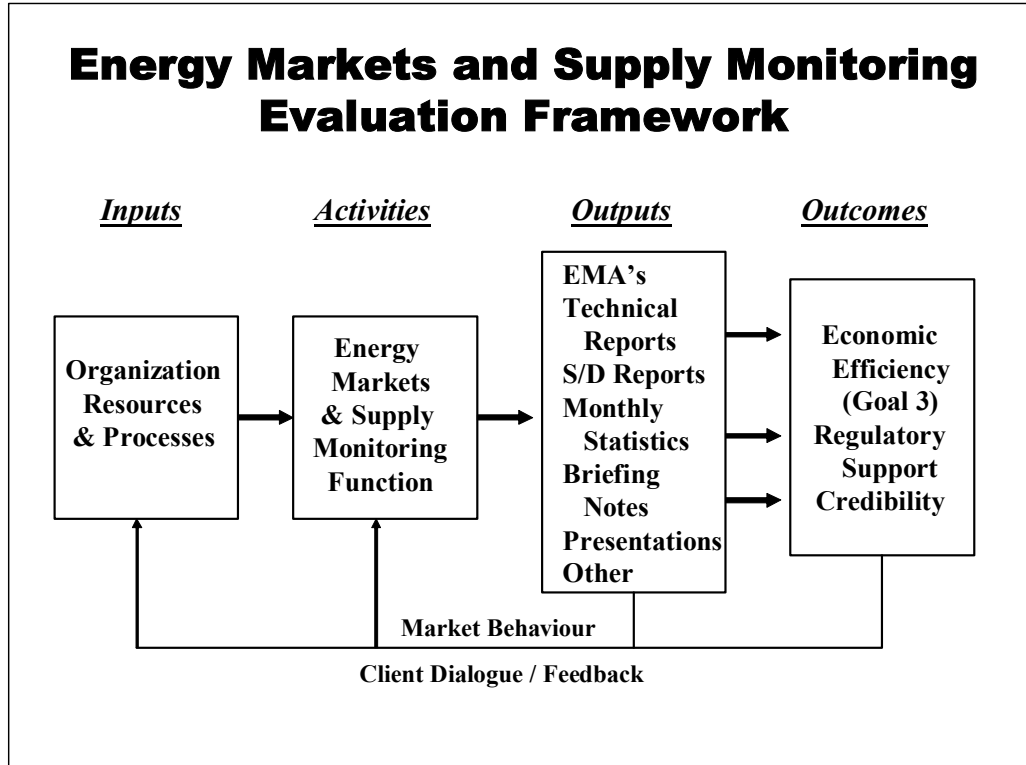 Energy Markets and Supply Monitoring
Evaluation Framework
Inputs
Activities
Outputs
Outcomes
Organization
Resources
& Processes
Energy
Markets
& Supply
Monitoring
Function
EMA’s
Technical
Reports
S/D Reports
Monthly
Statistics
Briefing
Notes
Presentations
Other
Economic
Efficiency
(Goal 3)
Regulatory
Support
Credibility
Market Behaviour
Client Dialogue / Feedback